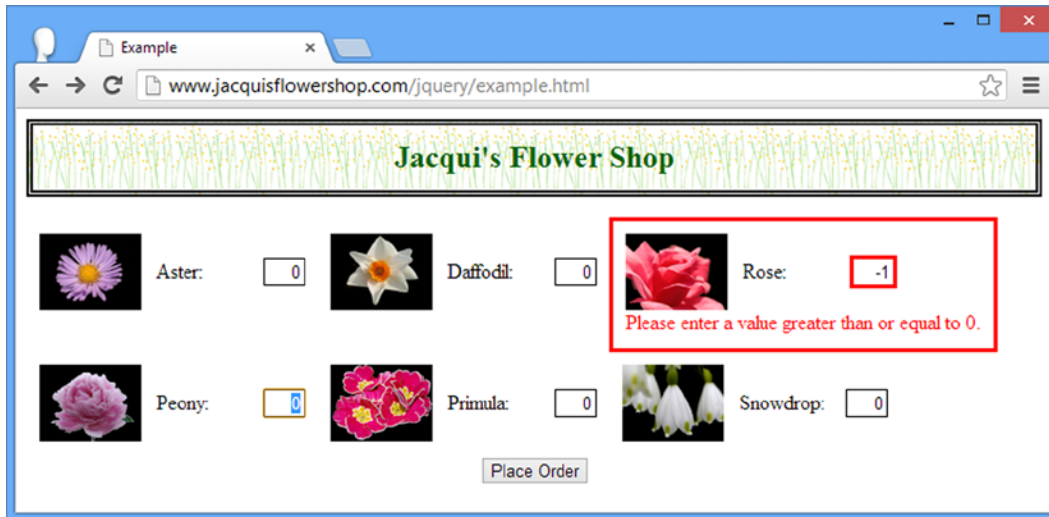 Example
www.jacquisflowershop.com/jquery/example.html
Jacqui's Flower Shop
Aster: 0 Daffodil: 0 Rose: -1
Please enter a value greater than or equal to 0.
Peony: 0 Primula: 0 Snowdrop: 0
Place Order